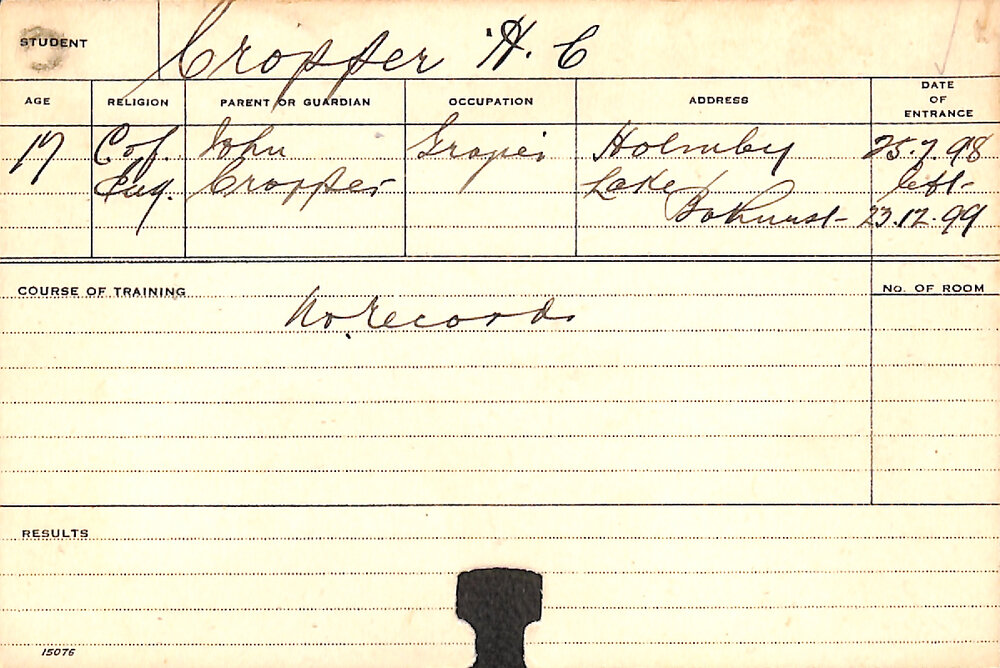 STUDENT Cropper H. C
AGE RELIGION PARENT OR GUARDIAN OCCUPATION ADDRESS DATE OF ENTRANCE
17 C of. John Grazier Holmby 25.7.98
Eng. Cropper Lake left
Bokhurst 23.12.99
COURSE OF TRAINING No. OF ROOM
No records
RESULTS
15076